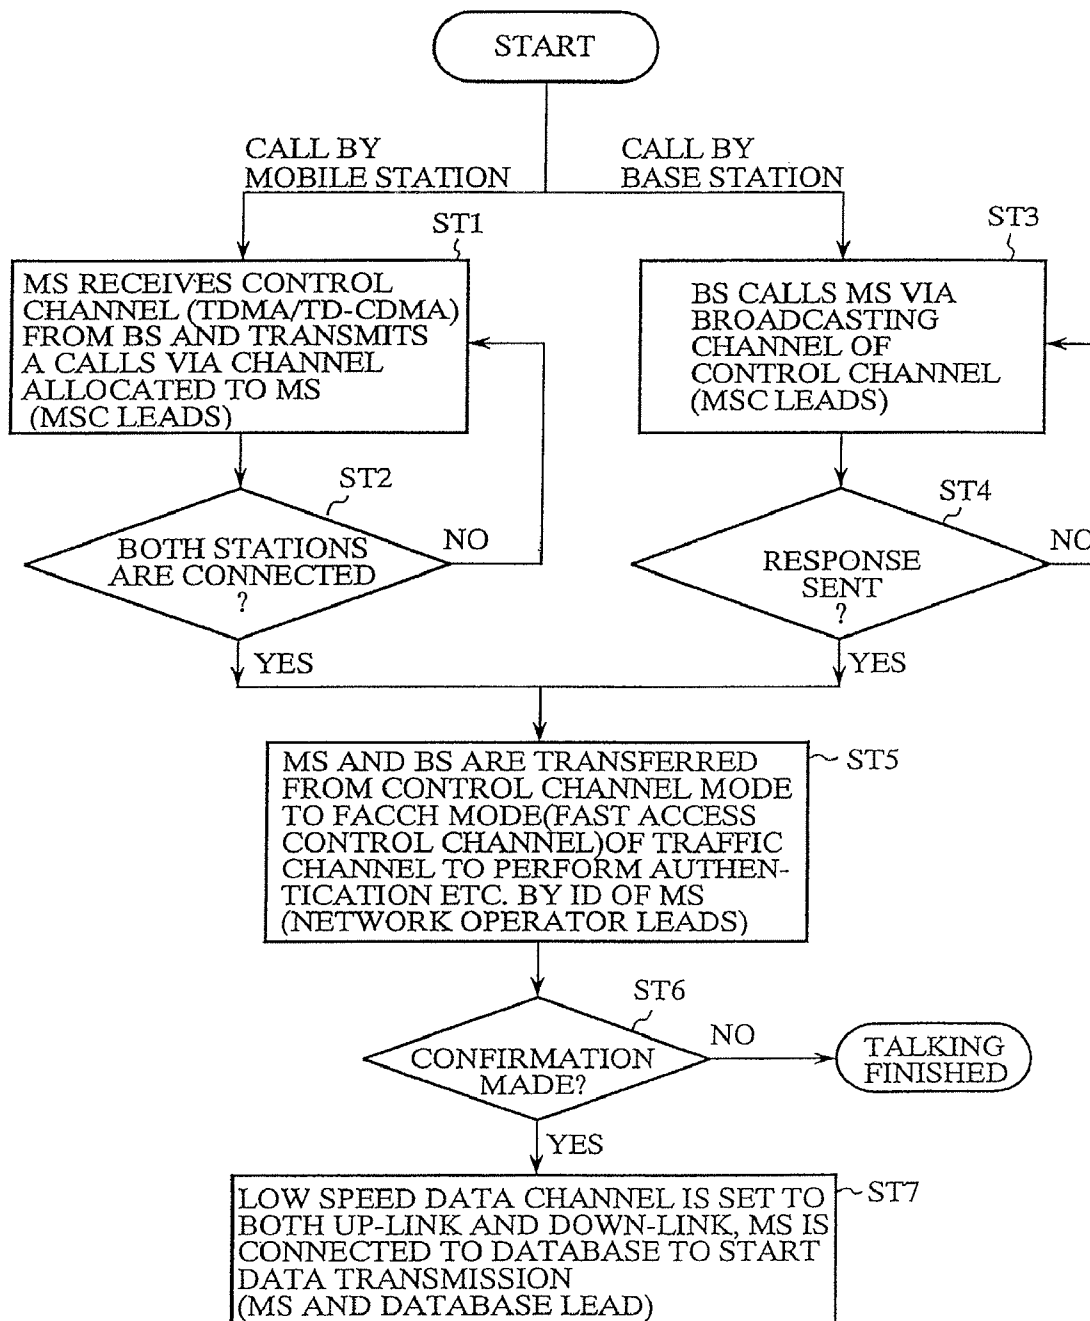 START
CALL BY
MOBILE STATION
CALL BY
BASE STATION
ST1
MS RECEIVES CONTROL
CHANNEL (TDMA/TD-CDMA)
FROM BS AND TRANSMITS
A CALLS VIA CHANNEL
ALLOCATED TO MS
(MSC LEADS)
ST3
BS CALLS MS VIA
BROADCASTING
CHANNEL OF
CONTROL CHANNEL
(MSC LEADS)
ST2
BOTH STATIONS
ARE CONNECTED
?
NO
YES
ST4
RESPONSE
SENT
?
NO
YES
ST5
MS AND BS ARE TRANSFERRED
FROM CONTROL CHANNEL MODE
TO FACCH MODE(FAST ACCESS
CONTROL CHANNEL)OF TRAFFIC
CHANNEL TO PERFORM AUTHEN-
TICATION ETC. BY ID OF MS
(NETWORK OPERATOR LEADS)
ST6
CONFIRMATION
MADE?
NO
TALKING
FINISHED
YES
ST7
LOW SPEED DATA CHANNEL IS SET TO
BOTH UP-LINK AND DOWN-LINK, MS IS
CONNECTED TO DATABASE TO START
DATA TRANSMISSION
(MS AND DATABASE LEAD)